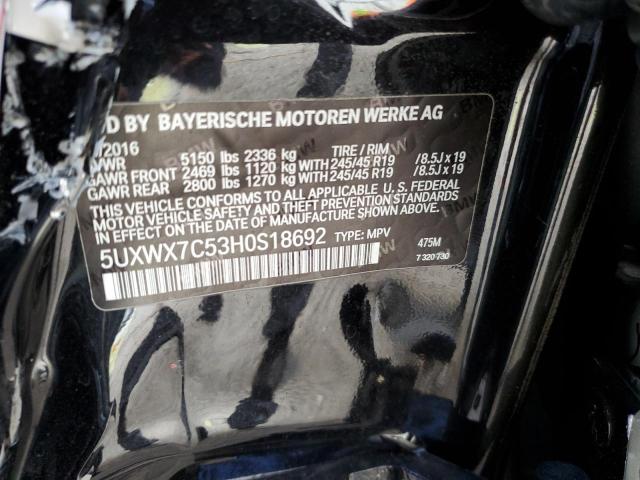 BY BAYERISCHE MOTOREN WERKE AG
2016 TIRE / RIM
5150 lbs 2336 kg
GAWR FRONT 2469 lbs 1120 kg WITH 245/45 R19 /8.5J x 19
GAWR REAR 2800 lbs 1270 kg WITH 245/45 R19 /8.5J x 19
THIS VEHICLE CONFORMS TO ALL APPLICABLE U.S. FEDERAL
MOTOR VEHICLE SAFETY AND THEFT PREVENTION STANDARDS
IN EFFECT ON THE DATE OF MANUFACTURE SHOWN ABOVE.
5UXWX7C53H0S18692 TYPE: MPV 475M
7 320 730